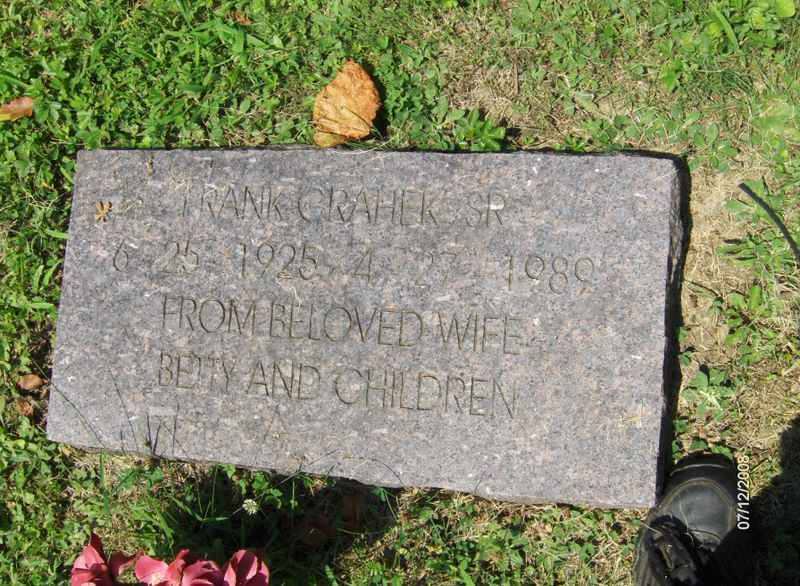 FRANK GRAHEK SR
6 25 1925 4 27 1989
FROM BELOVED WIFE
BETTY AND CHILDREN
07/12/2008